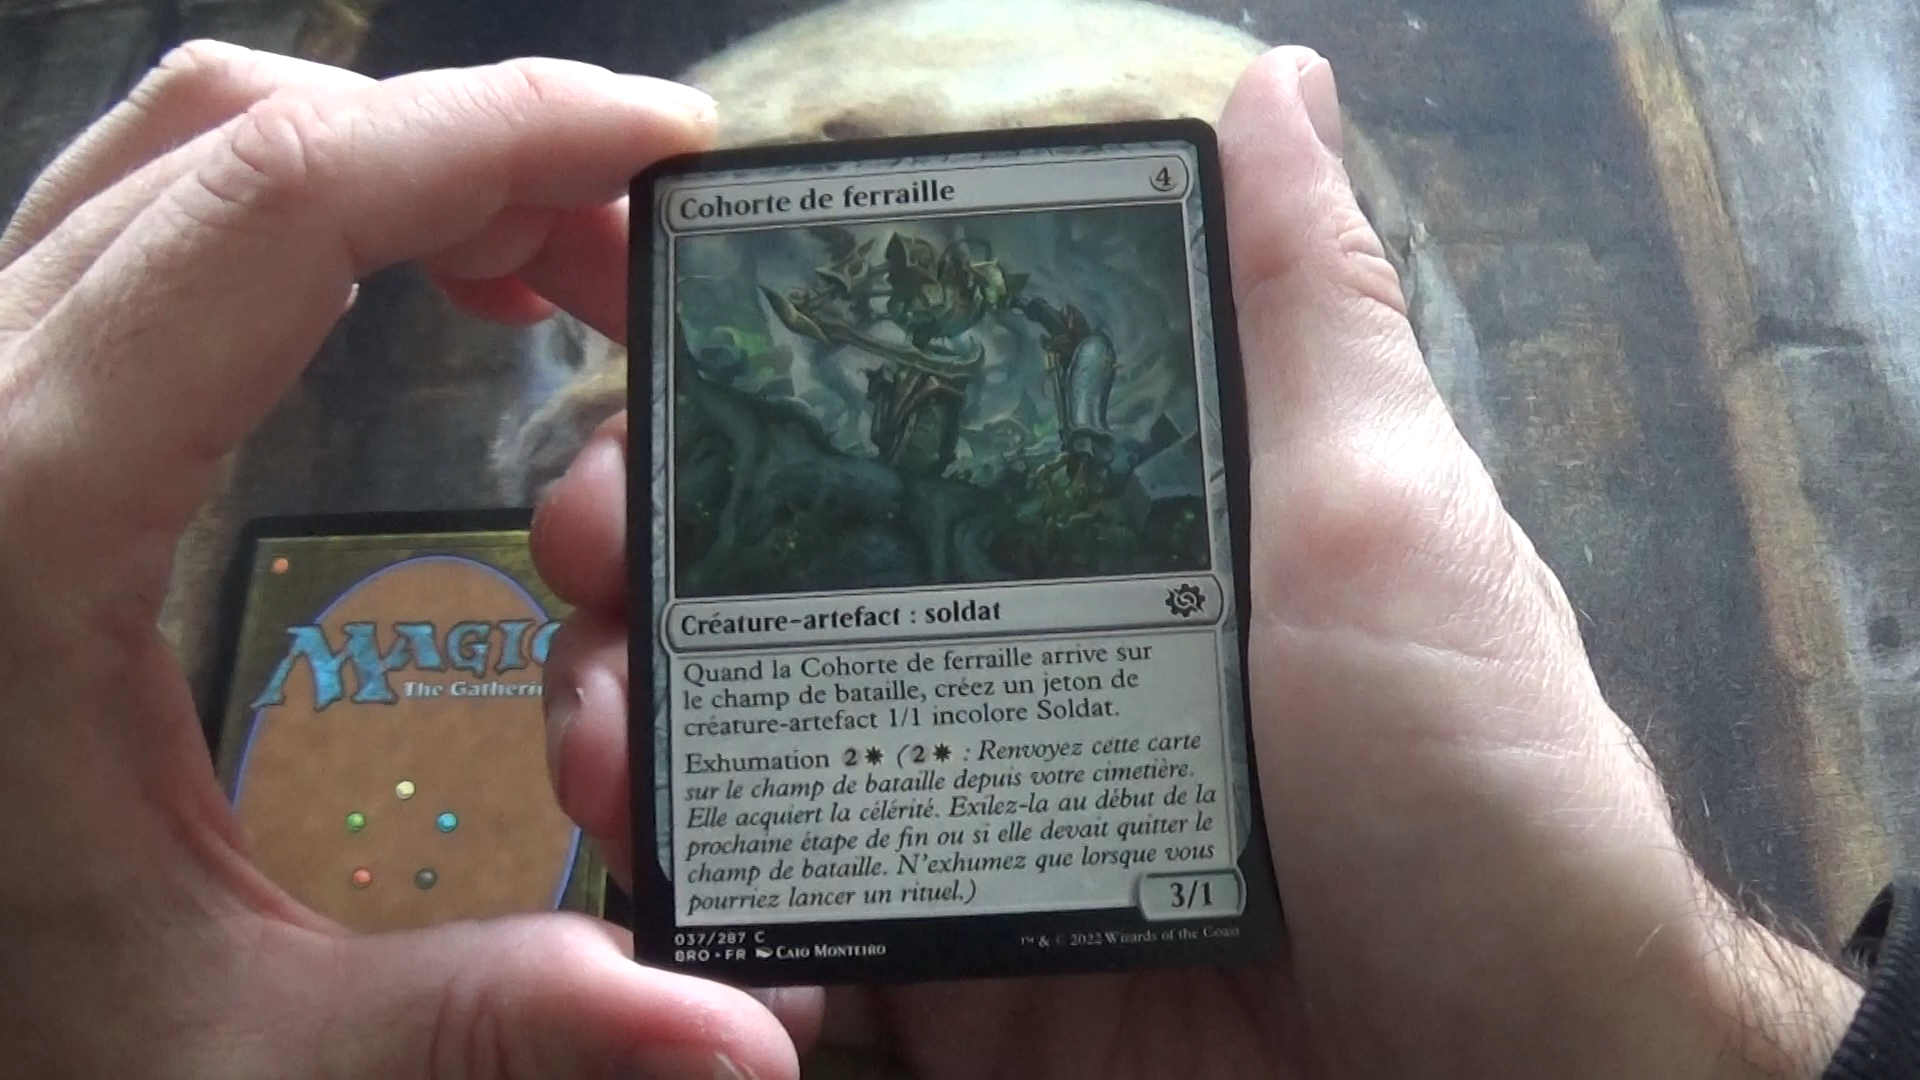 Cohorte de ferraille 4
Créature-artefact : soldat
Quand la Cohorte de ferraille arrive sur
le champ de bataille, créez un jeton de
créature-artefact 1/1 incolore Soldat.
Exhumation 2 (2 : Renvoyez cette carte
sur le champ de bataille depuis votre cimetière.
Elle acquiert la célérité. Exilez-la au début de la
prochaine étape de fin ou si elle devait quitter le
champ de bataille. N'exhumez que lorsque vous
pourriez lancer un rituel.)
3/1
037/287 C
BRO • FR CAIO MONTEIRO
™ & © 2022 Wizards of the Coast
MAGIC
The Gatherin